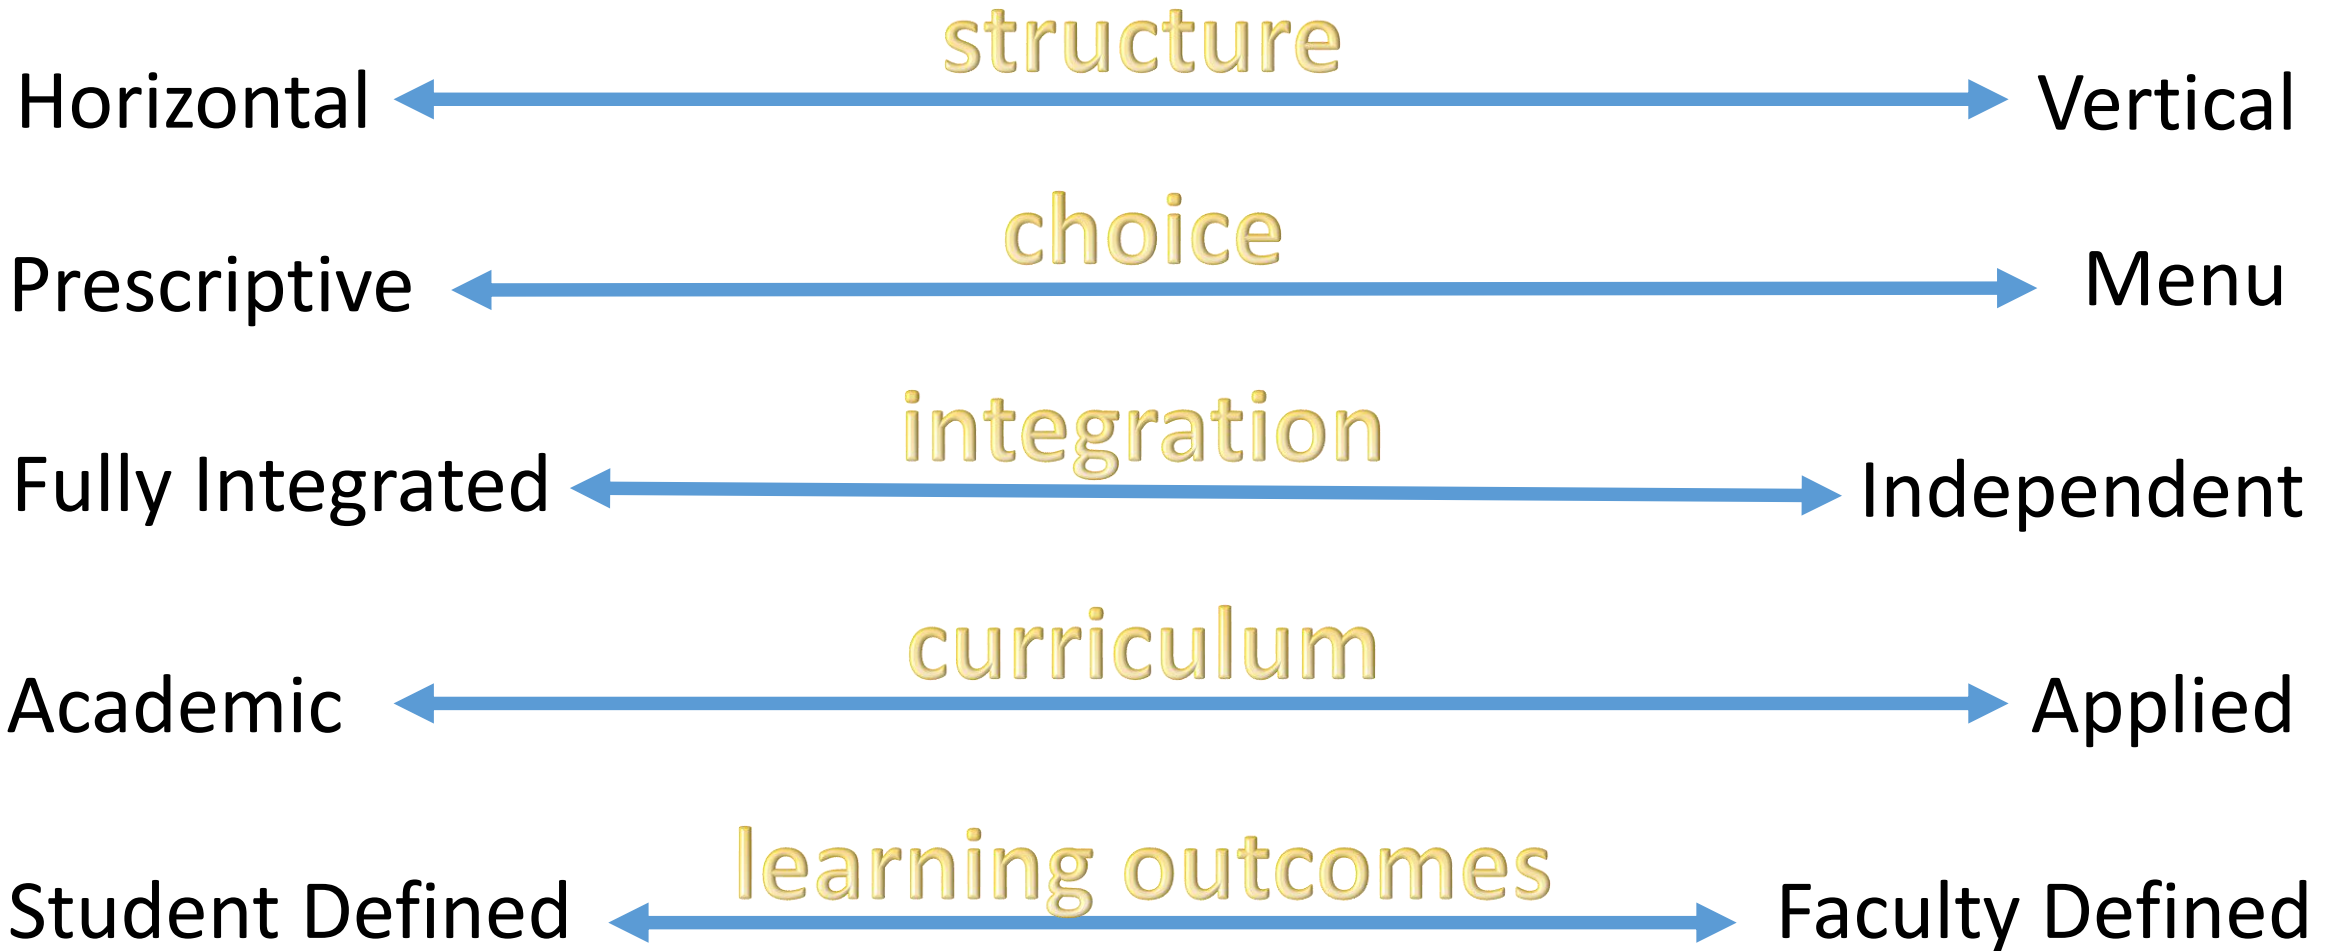 structure
Horizontal Vertical
choice
Prescriptive Menu
integration
Fully Integrated Independent
curriculum
Academic Applied
learning outcomes
Student Defined Faculty Defined